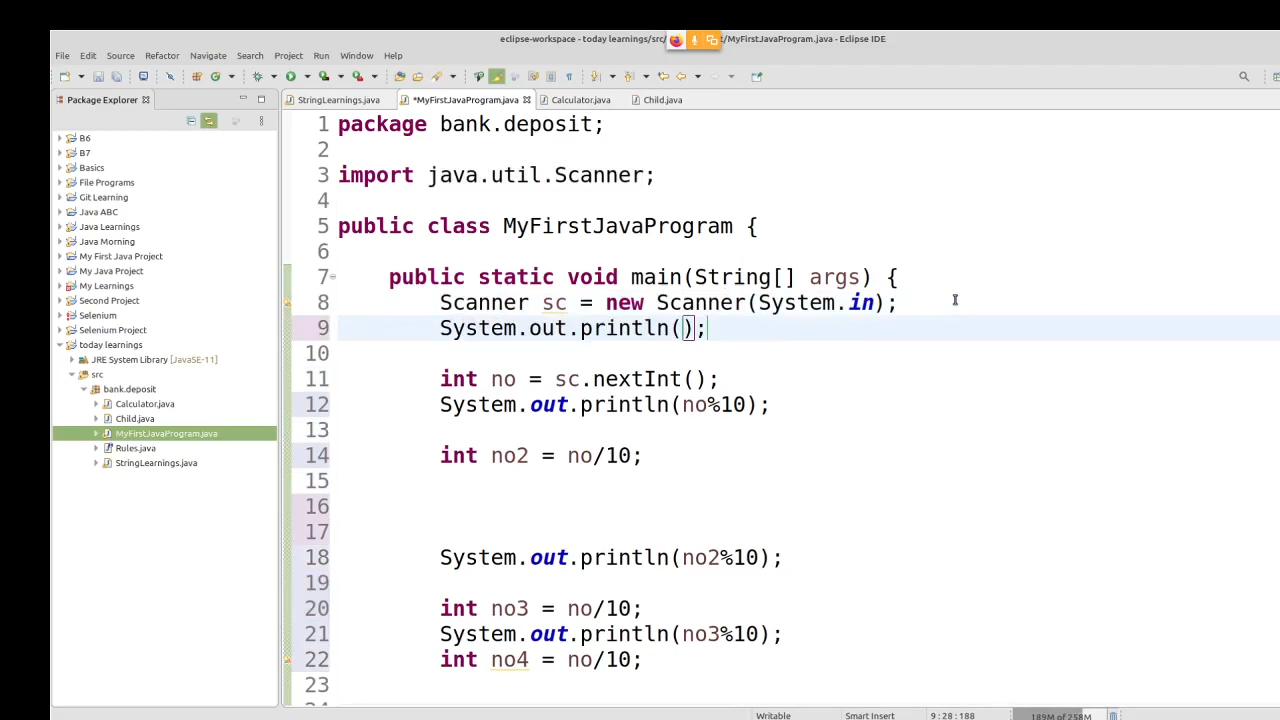 eclipse-workspace - today learnings/src/ t/MyFirstJavaProgram.java - Eclipse IDE
File Edit Source Refactor Navigate Search Project Run Window Help
Package Explorer
StringLearnings.java *MyFirstJavaProgram.java Calculator.java Child.java
B6
B7
Basics
File Programs
Git Learning
Java ABC
Java Learnings
Java Morning
My First Java Project
My Java Project
My Learnings
Second Project
Selenium
Selenium Project
today learnings
JRE System Library [JavaSE-11]
src
bank.deposit
Calculator.java
Child.java
MyFirstJavaProgram.java
Rules.java
StringLearnings.java
1 package bank.deposit;
2
3 import java.util.Scanner;
4
5 public class MyFirstJavaProgram {
6
7 public static void main(String[] args) {
8 Scanner sc = new Scanner(System.in);
9 System.out.println();
10
11 int no = sc.nextInt();
12 System.out.println(no%10);
13
14 int no2 = no/10;
15
16
17
18 System.out.println(no2%10);
19
20 int no3 = no/10;
21 System.out.println(no3%10);
22 int no4 = no/10;
23
Writable Smart Insert 9:28:188 189M of 258M